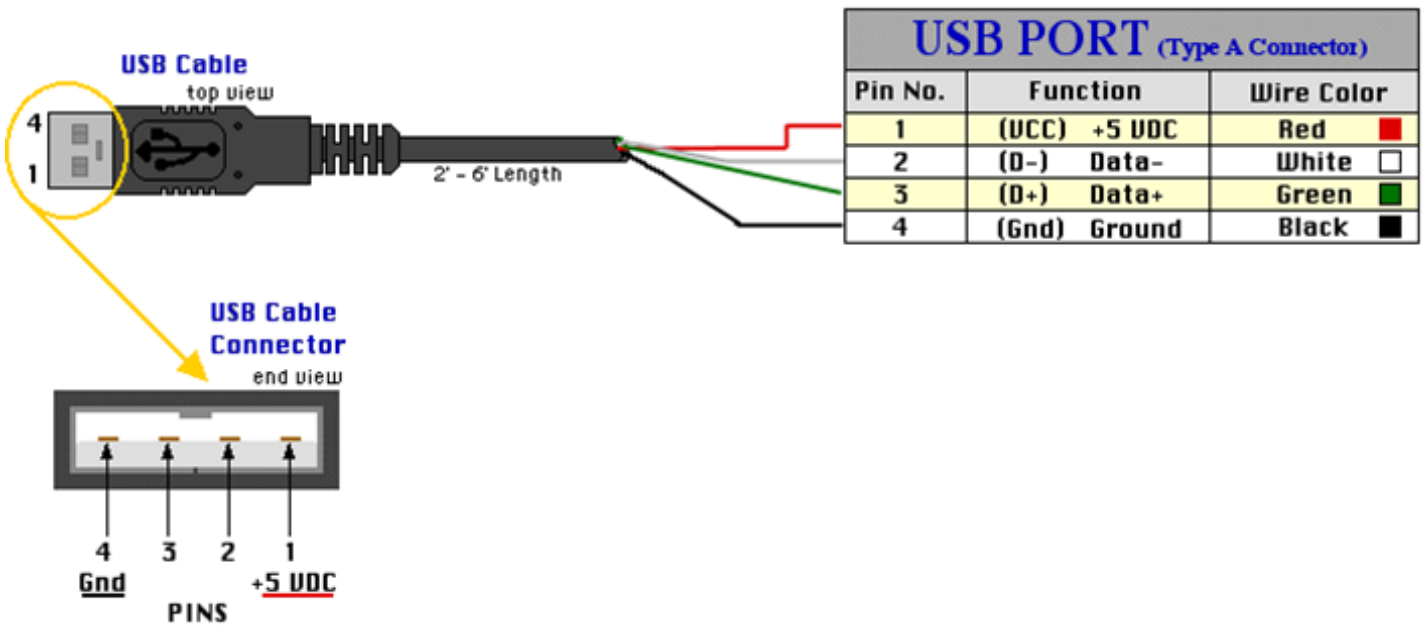 USB Cable
top view
4
1
2' - 6' Length
USB PORT (Type A Connector)
Pin No. Function Wire Color
1 (VCC) +5 VDC Red
2 (D-) Data- White
3 (D+) Data+ Green
4 (Gnd) Ground Black
USB Cable
Connector
end view
4 3 2 1
Gnd +5 VDC
PINS